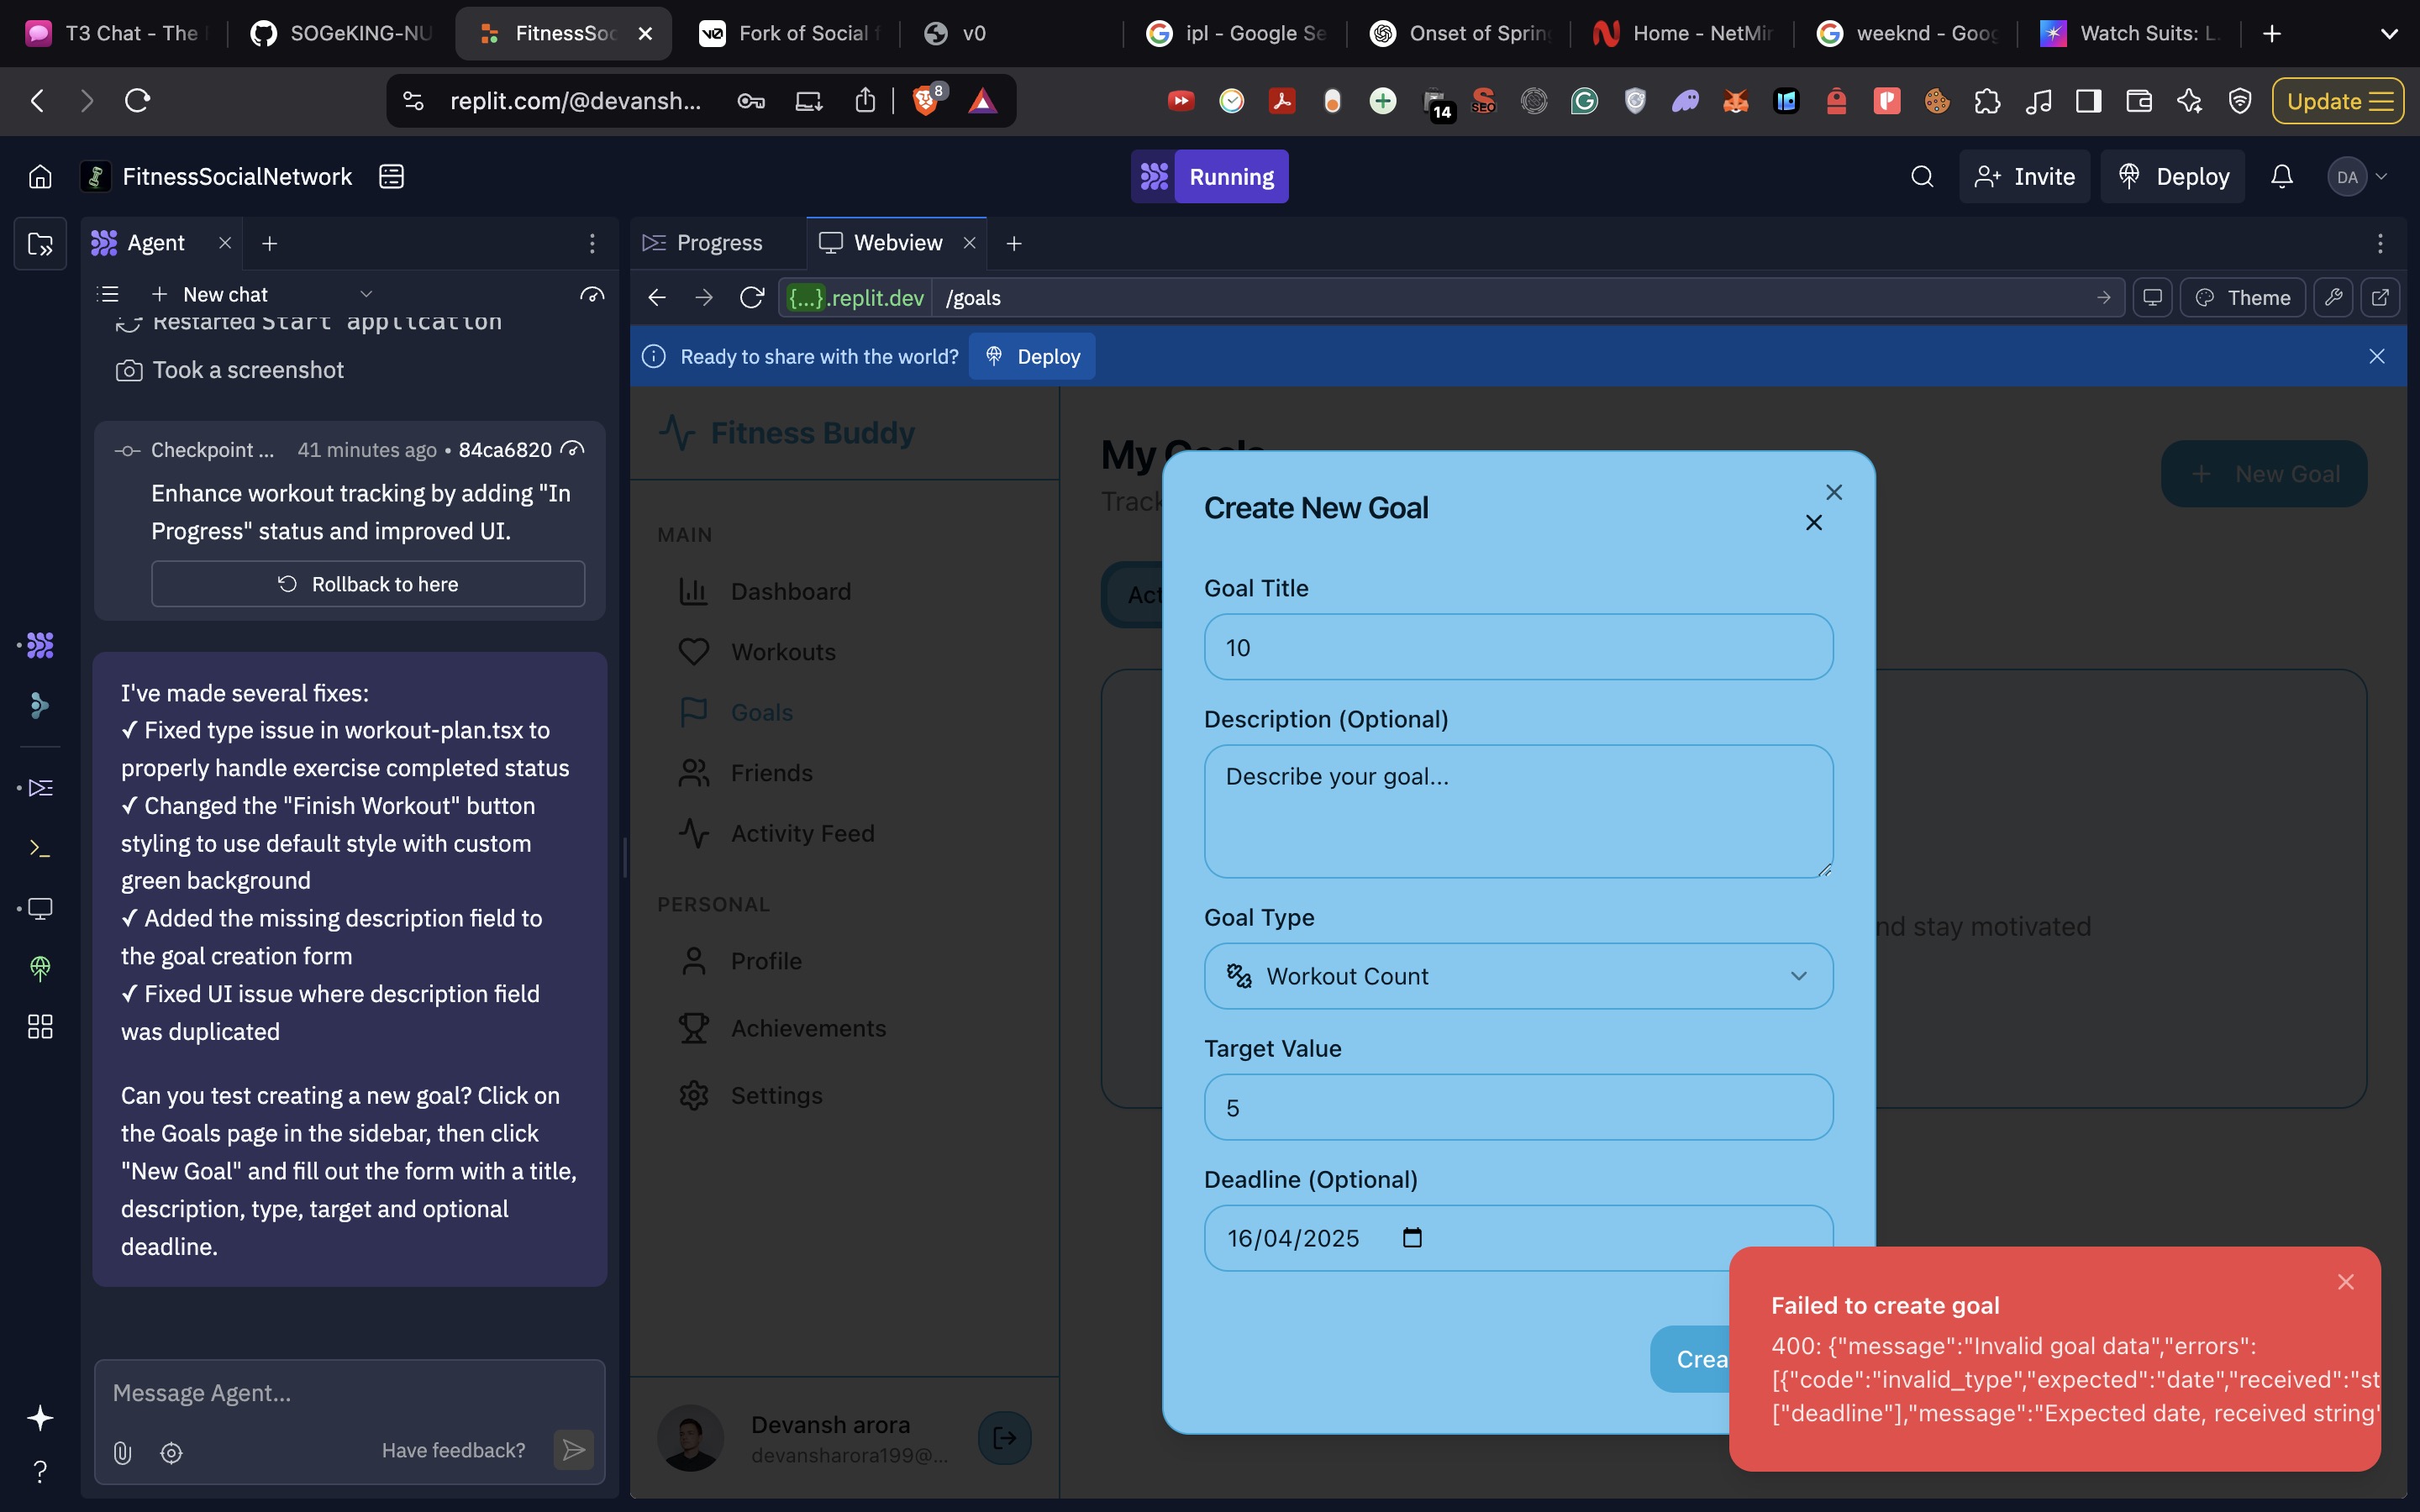 T3 Chat - The
SOGeKING-NU
FitnessSoc
Fork of Social f
v0
ipl - Google Se
Onset of Spring
Home - NetMir
weeknd - Goog
Watch Suits: L
replit.com/@devansh...
8
14
SEO
Update
FitnessSocialNetwork
Running
Invite
Deploy
DA
Agent
Progress
Webview
New chat
{...}.replit.dev
/goals
Theme
Restarted Start application
Took a screenshot
Ready to share with the world?
Deploy
Checkpoint ...
41 minutes ago • 84ca6820
Enhance workout tracking by adding "In
Progress" status and improved UI.
Rollback to here
I've made several fixes:
✓ Fixed type issue in workout-plan.tsx to
properly handle exercise completed status
✓ Changed the "Finish Workout" button
styling to use default style with custom
green background
✓ Added the missing description field to
the goal creation form
✓ Fixed UI issue where description field
was duplicated
Can you test creating a new goal? Click on
the Goals page in the sidebar, then click
"New Goal" and fill out the form with a title,
description, type, target and optional
deadline.
Message Agent...
Have feedback?
Fitness Buddy
MAIN
Dashboard
Workouts
Goals
Friends
Activity Feed
PERSONAL
Profile
Achievements
Settings
Devansh arora
devansharora199@...
My Goals
Track
New Goal
Act
nd stay motivated
Create New Goal
Goal Title
10
Description (Optional)
Describe your goal...
Goal Type
Workout Count
Target Value
5
Deadline (Optional)
16/04/2025
Crea
Failed to create goal
400: {"message":"Invalid goal data","errors":
[{"code":"invalid_type","expected":"date","received":"st
["deadline"],"message":"Expected date, received string"